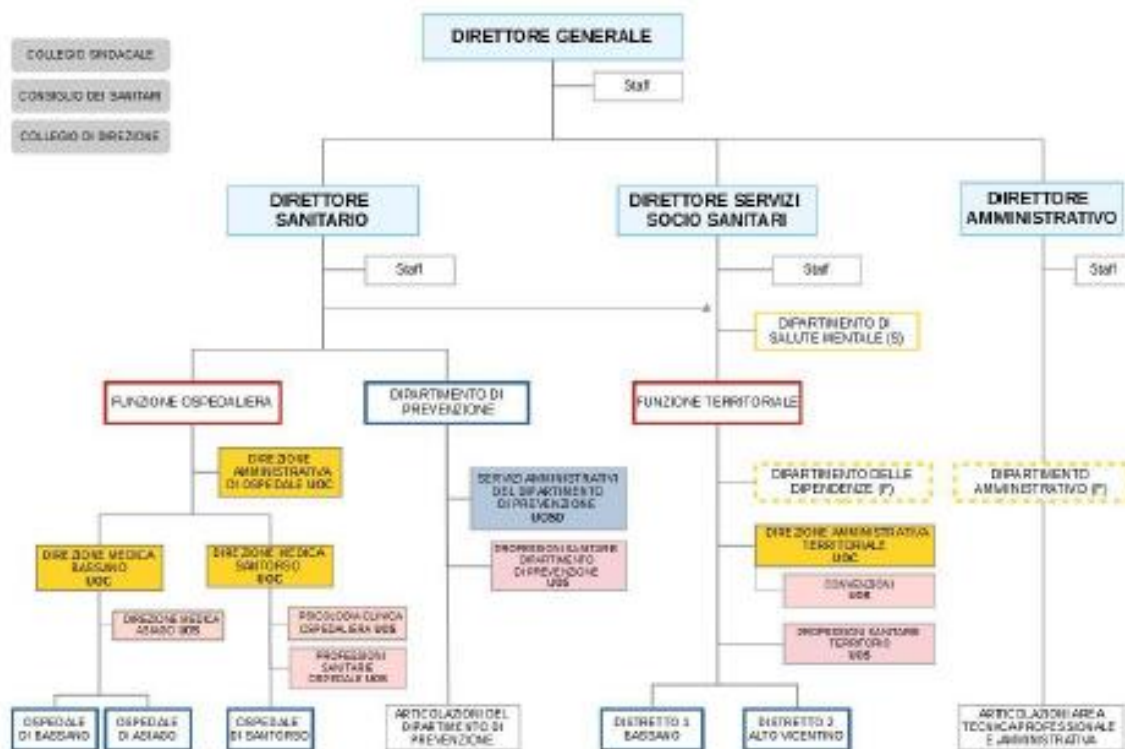 DIRETTORE GENERALE
COLLEGIO SINDACALE
CONSIGLIO DEI SANITARI
COLLEGIO DI DIREZIONE
Staff
DIRETTORE
SANITARIO
DIRETTORE SERVIZI
SOCIO SANITARI
DIRETTORE
AMMINISTRATIVO
Staff
Staff
Staff
DIPARTIMENTO DI
SALUTE MENTALE (S)
FUNZIONE OSPEDALIERA
DIPARTIMENTO DI
PREVENZIONE
FUNZIONE TERRITORIALE
DIREZIONE
AMMINISTRATIVA
DI OSPEDALE UOC
SERVIZI AMMINISTRATIVI
DEL DIPARTIMENTO
DI PREVENZIONE
UOSD
DIPARTIMENTO DELLE
DIPENDENZE (F)
DIPARTIMENTO
AMMINISTRATIVO (F)
DIREZIONE MEDICA
BASSANO
UOC
DIREZIONE MEDICA
SANTORSO
UOC
PROFESSIONI SANITARIE
DIPARTIMENTO
DI PREVENZIONE
UOS
DIREZIONE AMMINISTRATIVA
TERRITORIALE
UOC
CONVENZIONI
UOS
DIREZIONE MEDICA
ASIAGO UOS
PSICOLOGIA CLINICA
OSPEDALIERA UOS
PROFESSIONI SANITARIE
TERRITORIO
UOS
PROFESSIONI
SANITARIE
OSPEDALE UOS
OSPEDALE
DI BASSANO
OSPEDALE
DI ASIAGO
OSPEDALE
DI SANTORSO
ARTICOLAZIONI DEL
DIPARTIMENTO DI
PREVENZIONE
DISTRETTO 1
BASSANO
DISTRETTO 2
ALTO VICENTINO
ARTICOLAZIONI AREA
TECNICA PROFESSIONALE
E AMMINISTRATIVA